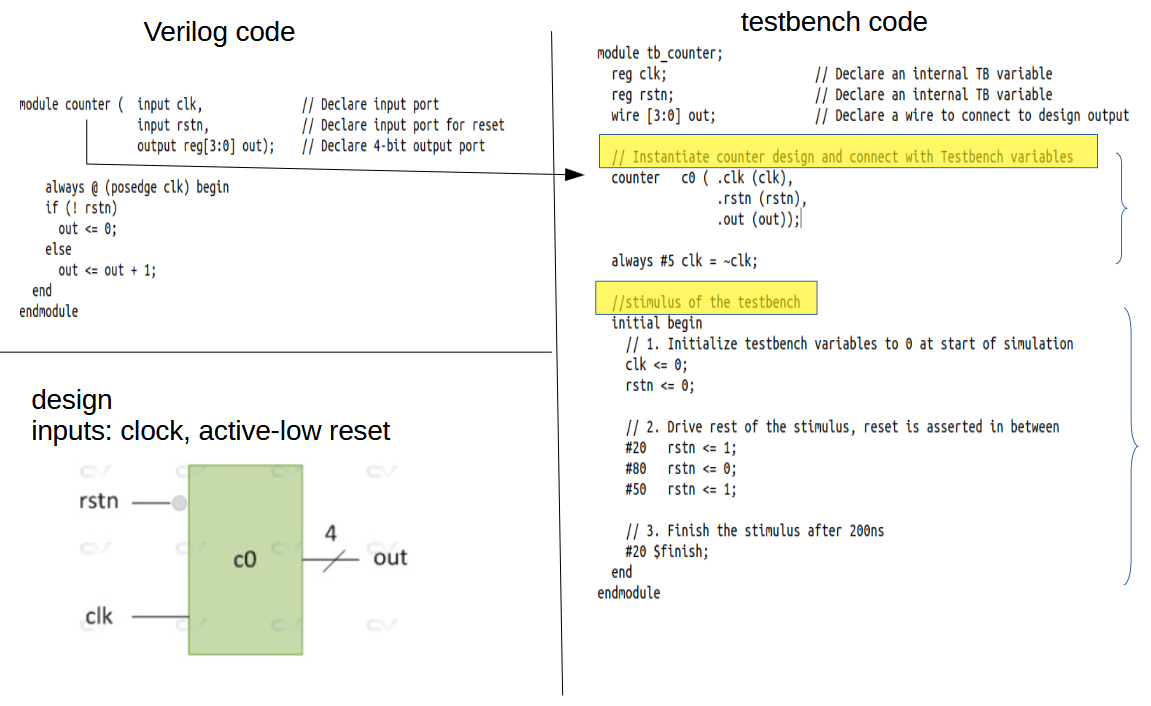 Verilog code
module counter ( input clk, // Declare input port
input rstn, // Declare input port for reset
output reg[3:0] out); // Declare 4-bit output port
always @ (posedge clk) begin
if (! rstn)
out <= 0;
else
out <= out + 1;
end
endmodule
design
inputs: clock, active-low reset
rstn
4
c0
out
clk
testbench code
module tb_counter;
reg clk; // Declare an internal TB variable
reg rstn; // Declare an internal TB variable
wire [3:0] out; // Declare a wire to connect to design output
// Instantiate counter design and connect with Testbench variables
counter c0 ( .clk (clk),
.rstn (rstn),
.out (out));
always #5 clk = ~clk;
//stimulus of the testbench
initial begin
// 1. Initialize testbench variables to 0 at start of simulation
clk <= 0;
rstn <= 0;
// 2. Drive rest of the stimulus, reset is asserted in between
#20 rstn <= 1;
#80 rstn <= 0;
#50 rstn <= 1;
// 3. Finish the stimulus after 200ns
#20 $finish;
end
endmodule